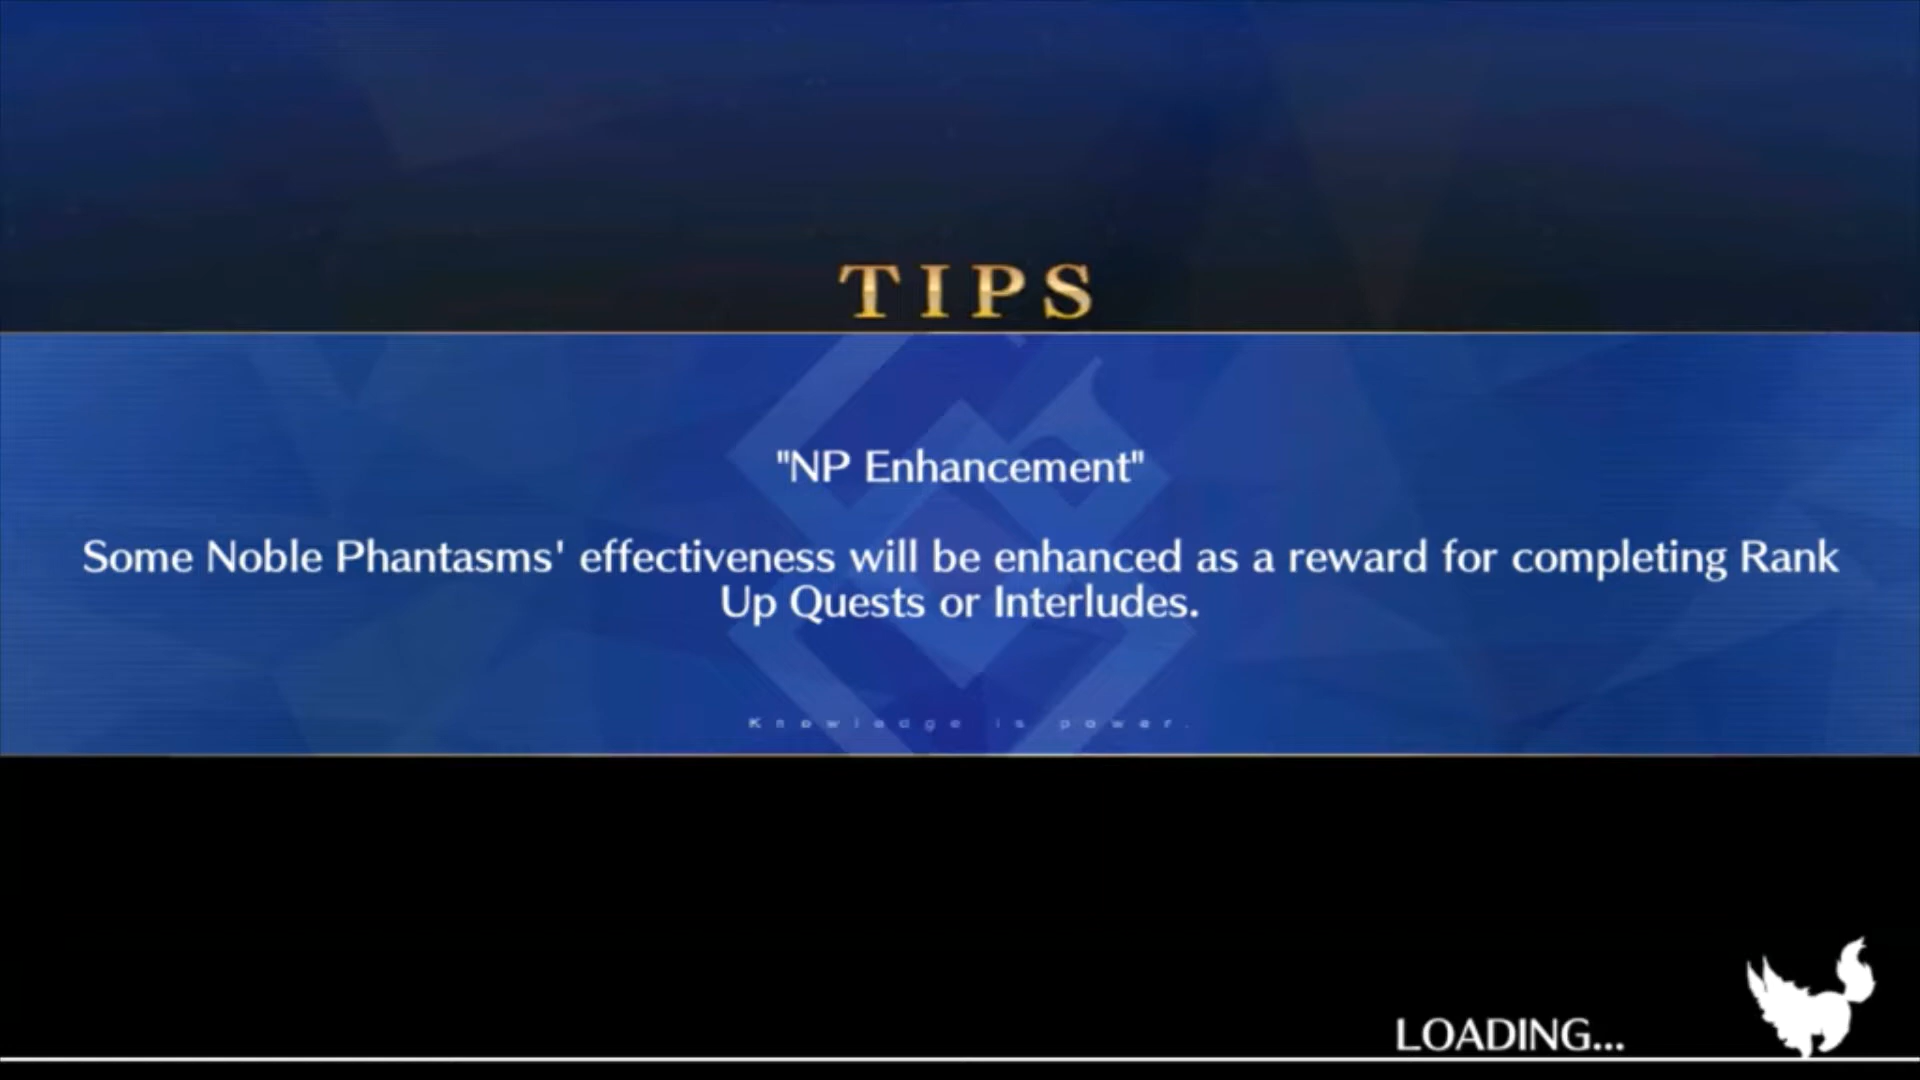 TIPS
"NP Enhancement"
Some Noble Phantasms' effectiveness will be enhanced as a reward for completing Rank
Up Quests or Interludes.
Knowledge is power.
LOADING...